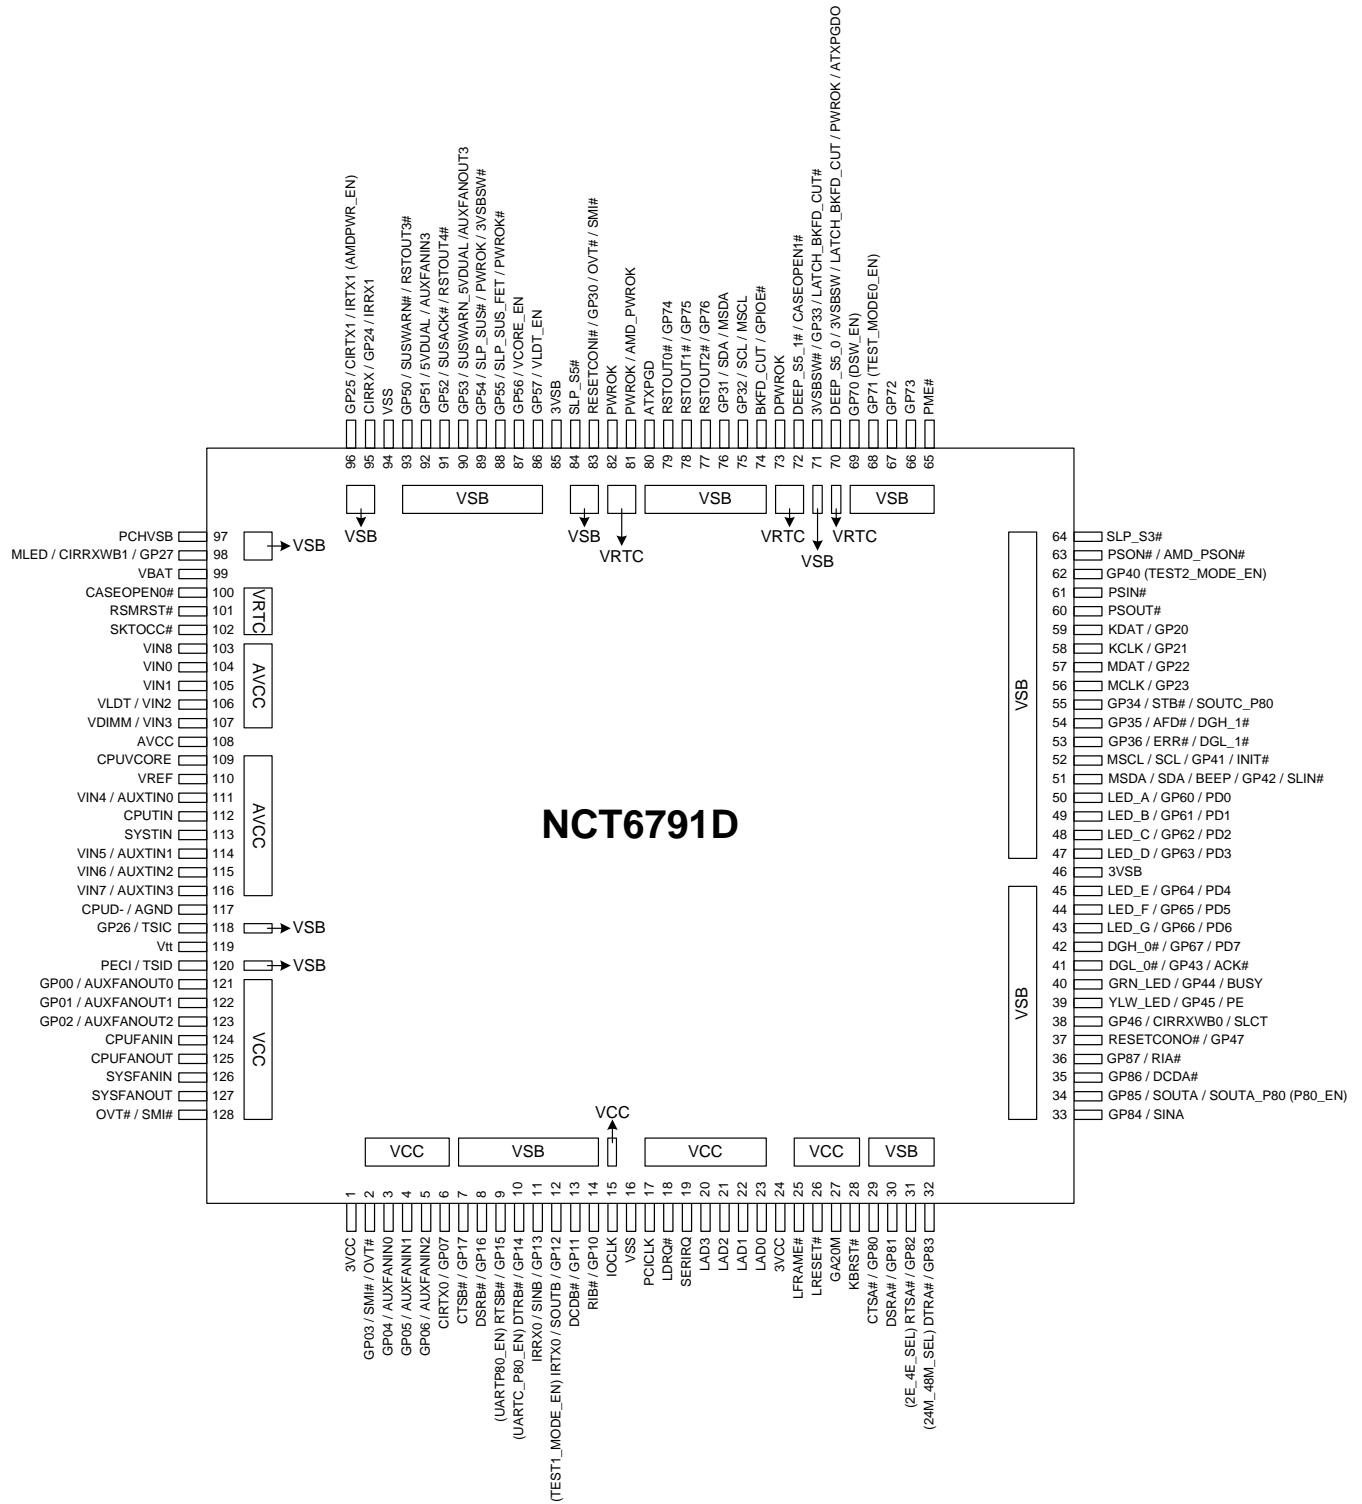 GP25 / CIRTX1 / IRTX1 (AMDPWR_EN)
CIRRX / GP24 / IRRX1
VSS
GP50 / SUSWARN# / RSTOUT3#
GP51 / 5VDUAL / AUXFANIN3
GP52 / SUSACK# / RSTOUT4#
GP53 / SUSWARN_5VDUAL /AUXFANOUT3
GP54 / SLP_SUS# / PWROK / 3VSBSW#
GP55 / SLP_SUS_FET / PWROK#
GP56 / VCORE_EN
GP57 / VLDT_EN
3VSB
SLP_S5#
RESETCONI# / GP30 / OVT# / SMI#
PWROK
PWROK / AMD_PWROK
ATXPGD
RSTOUT0# / GP74
RSTOUT1# / GP75
RSTOUT2# / GP76
GP31 / SDA / MSDA
GP32 / SCL / MSCL
BKFD_CUT / GPIOE#
DPWROK
DEEP_S5_1# / CASEOPEN1#
3VSBSW# / GP33 / LATCH_BKFD_CUT#
DEEP_S5_0 / 3VSBSW / LATCH_BKFD_CUT / PWROK / ATXPGDO
GP70 (DSW_EN)
GP71 (TEST_MODE0_EN)
GP72
GP73
PME#
96
95
94
93
92
91
90
89
88
87
86
85
84
83
82
81
80
79
78
77
76
75
74
73
72
71
70
69
68
67
66
65
VSB
VSB
VSB
VRTC
VSB
VRTC
VSB
VRTC
VSB
PCHVSB 97
MLED / CIRRXWB1 / GP27 98
VSB
VBAT 99
CASEOPEN0# 100
RSMRST# 101
SKTOCC# 102
VRTC
VIN8 103
VIN0 104
VIN1 105
VLDT / VIN2 106
VDIMM / VIN3 107
AVCC
AVCC 108
CPUVCORE 109
VREF 110
VIN4 / AUXTIN0 111
CPUTIN 112
SYSTIN 113
VIN5 / AUXTIN1 114
VIN6 / AUXTIN2 115
VIN7 / AUXTIN3 116
AVCC
CPUD- / AGND 117
GP26 / TSIC 118
VSB
Vtt 119
PECI / TSID 120
VSB
GP00 / AUXFANOUT0 121
GP01 / AUXFANOUT1 122
GP02 / AUXFANOUT2 123
CPUFANIN 124
CPUFANOUT 125
SYSFANIN 126
SYSFANOUT 127
OVT# / SMI# 128
VCC
NCT6791D
64 SLP_S3#
63 PSON# / AMD_PSON#
62 GP40 (TEST2_MODE_EN)
61 PSIN#
60 PSOUT#
59 KDAT / GP20
58 KCLK / GP21
57 MDAT / GP22
56 MCLK / GP23
55 GP34 / STB# / SOUTC_P80
54 GP35 / AFD# / DGH_1#
53 GP36 / ERR# / DGL_1#
52 MSCL / SCL / GP41 / INIT#
51 MSDA / SDA / BEEP / GP42 / SLIN#
50 LED_A / GP60 / PD0
49 LED_B / GP61 / PD1
48 LED_C / GP62 / PD2
47 LED_D / GP63 / PD3
VSB
46 3VSB
45 LED_E / GP64 / PD4
44 LED_F / GP65 / PD5
43 LED_G / GP66 / PD6
42 DGH_0# / GP67 / PD7
41 DGL_0# / GP43 / ACK#
40 GRN_LED / GP44 / BUSY
39 YLW_LED / GP45 / PE
38 GP46 / CIRRXWB0 / SLCT
37 RESETCONO# / GP47
36 GP87 / RIA#
35 GP86 / DCDA#
34 GP85 / SOUTA / SOUTA_P80 (P80_EN)
33 GP84 / SINA
VSB
VCC
VCC
VSB
VCC
VCC
VSB
1
2
3
4
5
6
7
8
9
10
11
12
13
14
15
16
17
18
19
20
21
22
23
24
25
26
27
28
29
30
31
32
3VCC
GP03 / SMI# / OVT#
GP04 / AUXFANIN0
GP05 / AUXFANIN1
GP06 / AUXFANIN2
CIRTX0 / GP07
CTSB# / GP17
DSRB# / GP16
(UARTP80_EN) RTSB# / GP15
(UARTC_P80_EN) DTRB# / GP14
IRRX0 / SINB / GP13
(TEST1_MODE_EN) IRTX0 / SOUTB / GP12
DCDB# / GP11
RIB# / GP10
IOCLK
VSS
PCICLK
LDRQ#
SERIRQ
LAD3
LAD2
LAD1
LAD0
3VCC
LFRAME#
LRESET#
GA20M
KBRST#
CTSA# / GP80
DSRA# / GP81
(2E_4E_SEL) RTSA# / GP82
(24M_48M_SEL) DTRA# / GP83